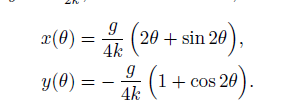 x(θ) = g/4k (2θ + sin 2θ),
y(θ) = − g/4k (1 + cos 2θ).